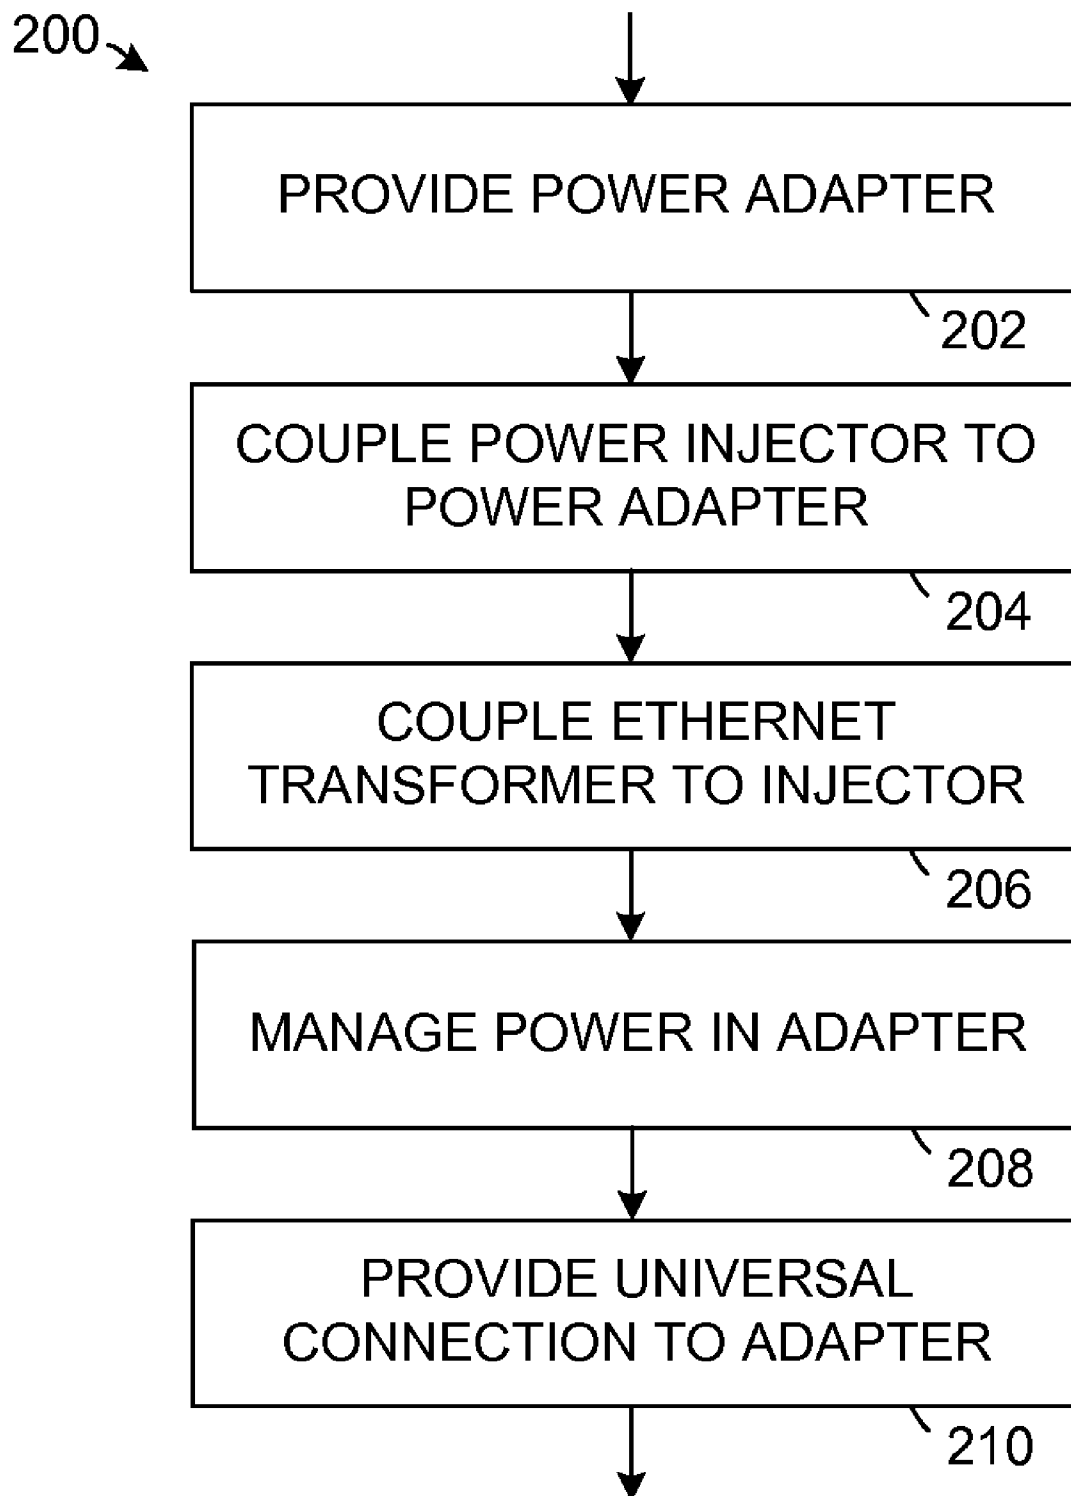 200
PROVIDE POWER ADAPTER
202
COUPLE POWER INJECTOR TO
POWER ADAPTER
204
COUPLE ETHERNET
TRANSFORMER TO INJECTOR
206
MANAGE POWER IN ADAPTER
208
PROVIDE UNIVERSAL
CONNECTION TO ADAPTER
210